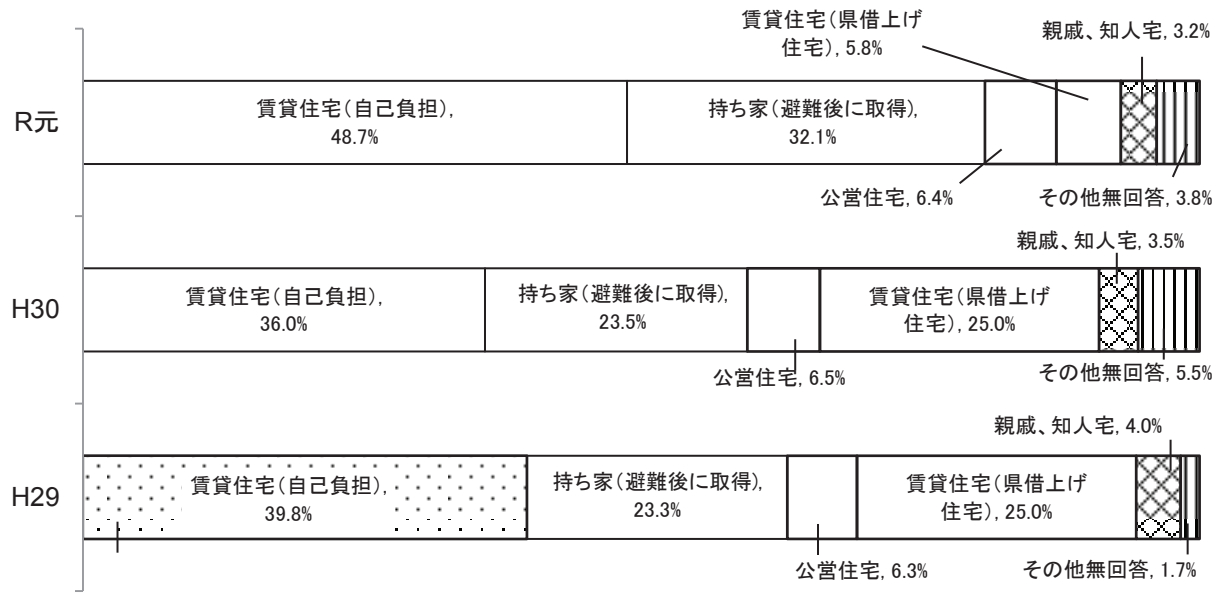 賃貸住宅(県借上げ
住宅), 5.8%
親戚、知人宅, 3.2%
R元
賃貸住宅(自己負担),
48.7%
持ち家(避難後に取得),
32.1%
公営住宅, 6.4%
その他無回答, 3.8%
親戚、知人宅, 3.5%
H30
賃貸住宅(自己負担),
36.0%
持ち家(避難後に取得),
23.5%
賃貸住宅(県借上げ
住宅), 25.0%
公営住宅, 6.5%
その他無回答, 5.5%
親戚、知人宅, 4.0%
H29
賃貸住宅(自己負担),
39.8%
持ち家(避難後に取得),
23.3%
賃貸住宅(県借上げ
住宅), 25.0%
公営住宅, 6.3%
その他無回答, 1.7%